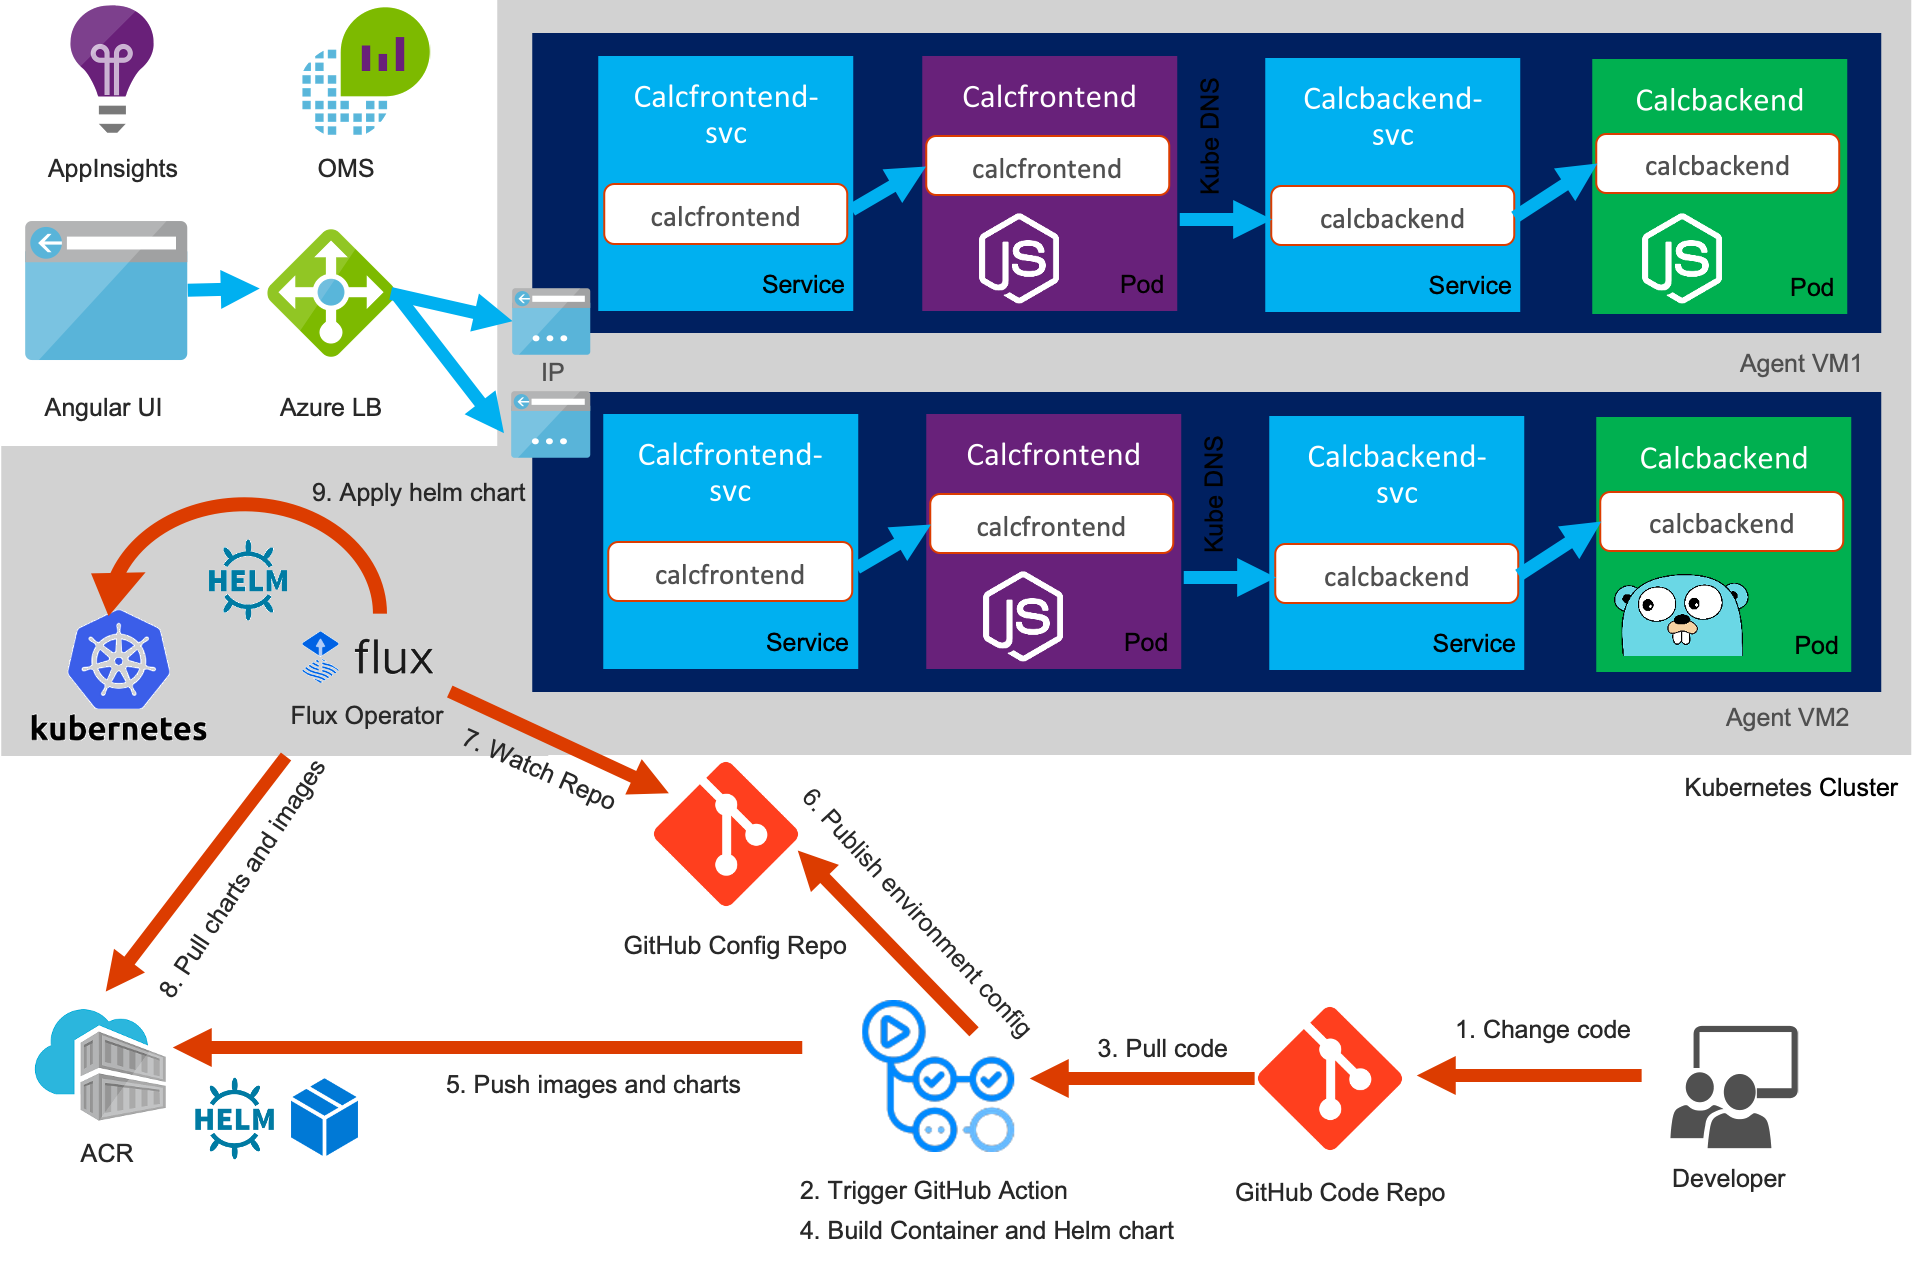 AppInsights
OMS
Angular UI
Azure LB
IP
Calcfrontend-
svc
calcfrontend
Service
Calcfrontend
calcfrontend
JS
Pod
Kube DNS
Calcbackend-
svc
calcbackend
Service
Calcbackend
calcbackend
JS
Pod
Agent VM1
Calcfrontend-
svc
calcfrontend
Service
Calcfrontend
calcfrontend
JS
Pod
Kube DNS
Calcbackend-
svc
calcbackend
Service
Calcbackend
calcbackend
Pod
Agent VM2
Kubernetes Cluster
9. Apply helm chart
HELM
kubernetes
flux
Flux Operator
7. Watch Repo
8. Pull charts and images
6. Publish environment config
GitHub Config Repo
1. Change code
3. Pull code
5. Push images and charts
HELM
ACR
2. Trigger GitHub Action
4. Build Container and Helm chart
GitHub Code Repo
Developer